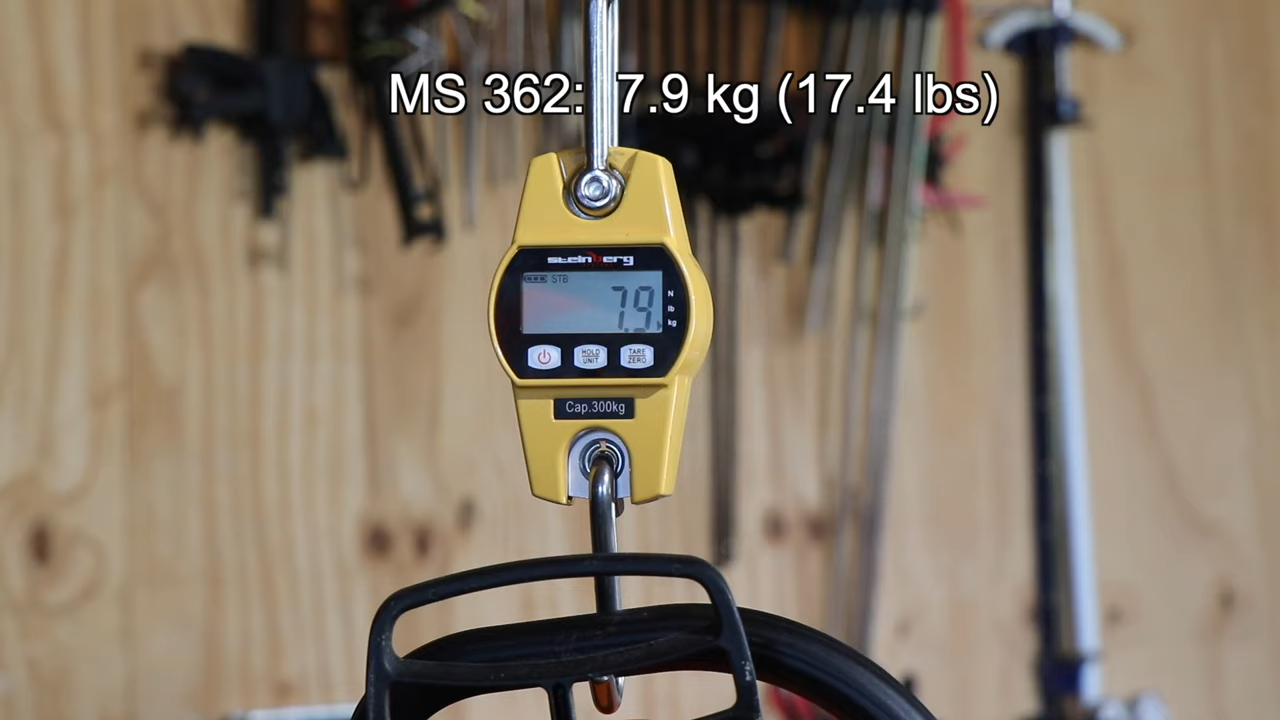 MS 362: 7.9 kg (17.4 lbs)
steinberg
STB
7.9
N
lb
kg
HOLD
UNIT
TARE
ZERO
Cap.300kg